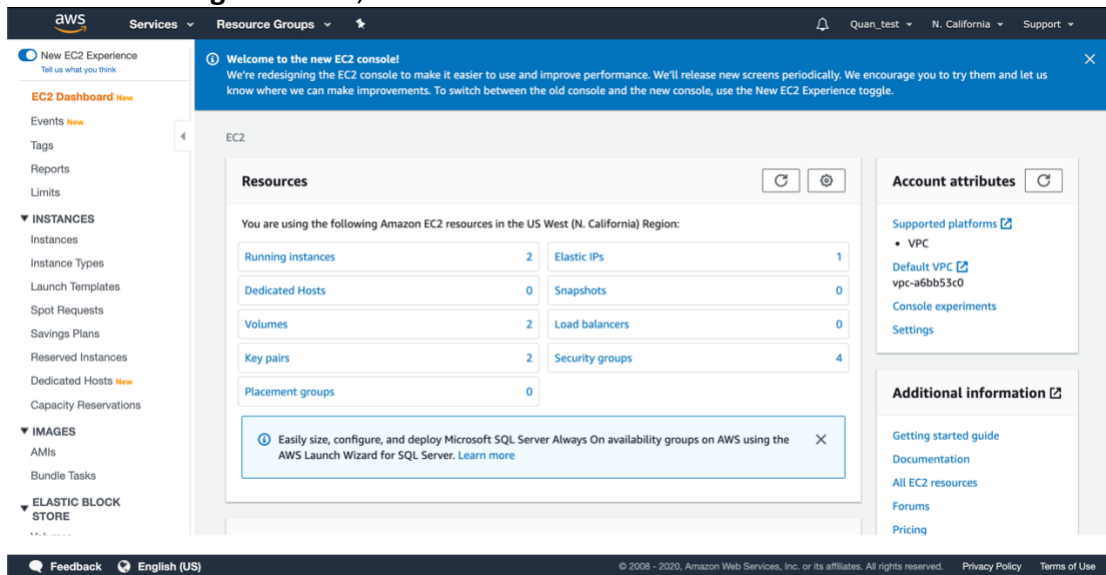 aws Services Resource Groups Quan_test N. California Support
New EC2 Experience
Tell us what you think
EC2 Dashboard New
Events New
Tags
Reports
Limits
INSTANCES
Instances
Instance Types
Launch Templates
Spot Requests
Savings Plans
Reserved Instances
Dedicated Hosts New
Capacity Reservations
IMAGES
AMIs
Bundle Tasks
ELASTIC BLOCK
STORE
Welcome to the new EC2 console!
We're redesigning the EC2 console to make it easier to use and improve performance. We'll release new screens periodically. We encourage you to try them and let us
know where we can make improvements. To switch between the old console and the new console, use the New EC2 Experience toggle.
EC2
Resources
You are using the following Amazon EC2 resources in the US West (N. California) Region:
Running instances 2 Elastic IPs 1
Dedicated Hosts 0 Snapshots 0
Volumes 2 Load balancers 0
Key pairs 2 Security groups 4
Placement groups 0
Easily size, configure, and deploy Microsoft SQL Server Always On availability groups on AWS using the
AWS Launch Wizard for SQL Server. Learn more
Account attributes
Supported platforms
• VPC
Default VPC
vpc-a6bb53c0
Console experiments
Settings
Additional information
Getting started guide
Documentation
All EC2 resources
Forums
Pricing
Feedback English (US) © 2008 - 2020, Amazon Web Services, Inc. or its affiliates. All rights reserved. Privacy Policy Terms of Use